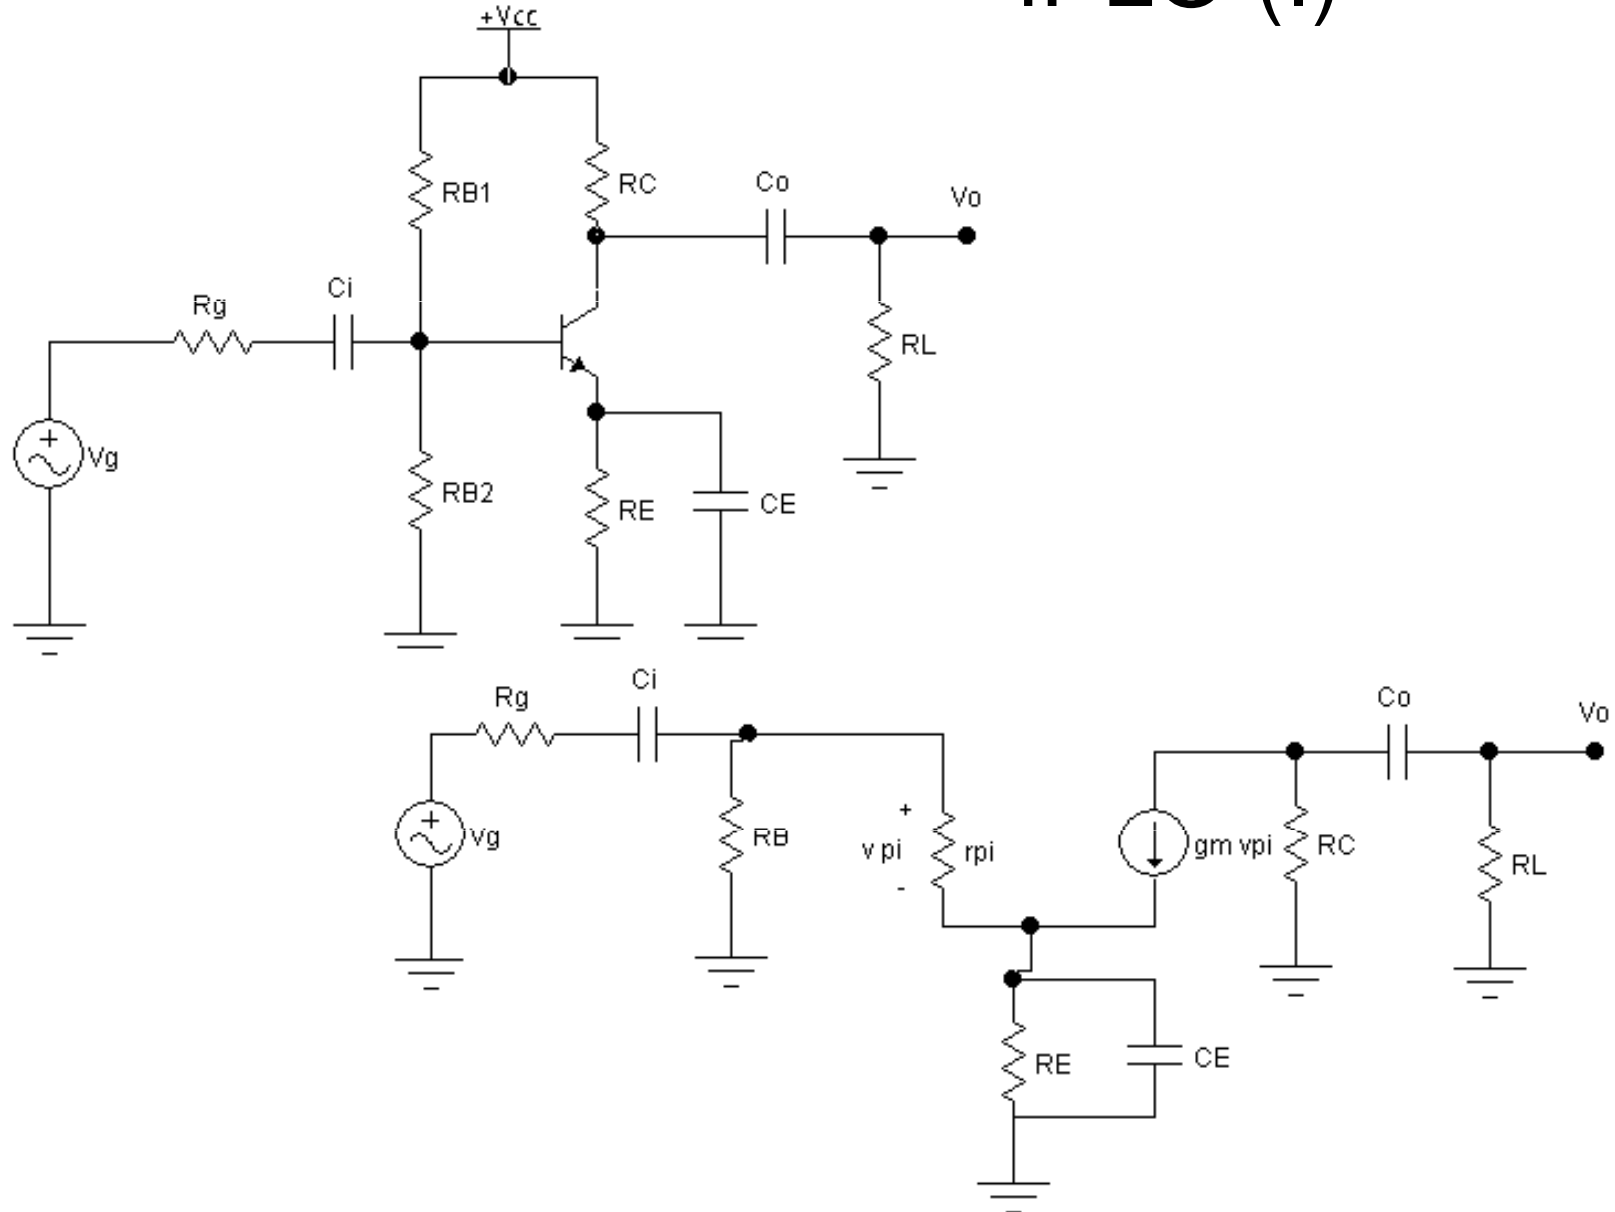 +Vcc
RB1
RC
Co
Vo
Rg
Ci
RL
+
Vg
RB2
RE
CE
Rg
Ci
Co
Vo
+
Vg
RB
+
v pi
-
rpi
gm vpi
RC
RL
RE
CE